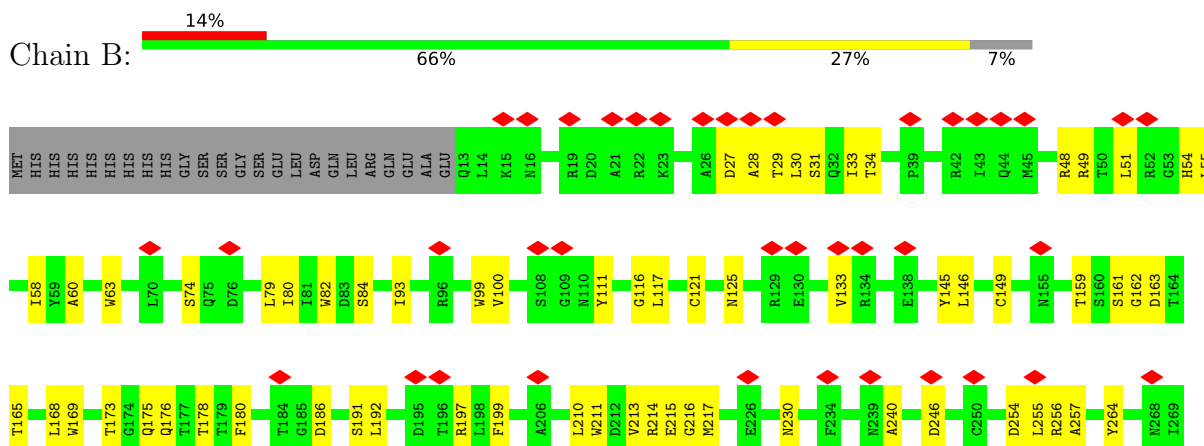 14%
Chain B:
66% 27% 7%
MET HIS HIS HIS HIS HIS HIS HIS HIS GLY SER SER GLY SER GLU LEU ASP GLN LEU ARG GLN GLU ALA GLU Q13 L14 K15 N16 R19 D20 A21 R22 K23 A26 D27 A28 T29 L30 S31 Q32 I33 T34 P39 R42 I43 Q44 M45 R48 R49 T50 L51 R52 G53 H54
I58 Y59 A60 W63 L70 S74 Q75 D76 L79 I80 I81 W82 D83 S84 I93 R96 W99 V100 S108 G109 N110 Y111 G116 L117 C121 N125 R129 E130 V133 R134 E138 Y145 L146 C149 N155 T159 S160 S161 G162 D163 T164
T165 L168 W169 T173 G174 Q175 Q176 T177 T178 T179 F180 T184 G185 D186 S191 L192 D195 T196 R197 L198 F199 A206 L210 W211 D212 V213 R214 E215 G216 M217 E226 N230 F234 N239 A240 D246 C250 D254 L255 R256 A257 Y264 N268 I269